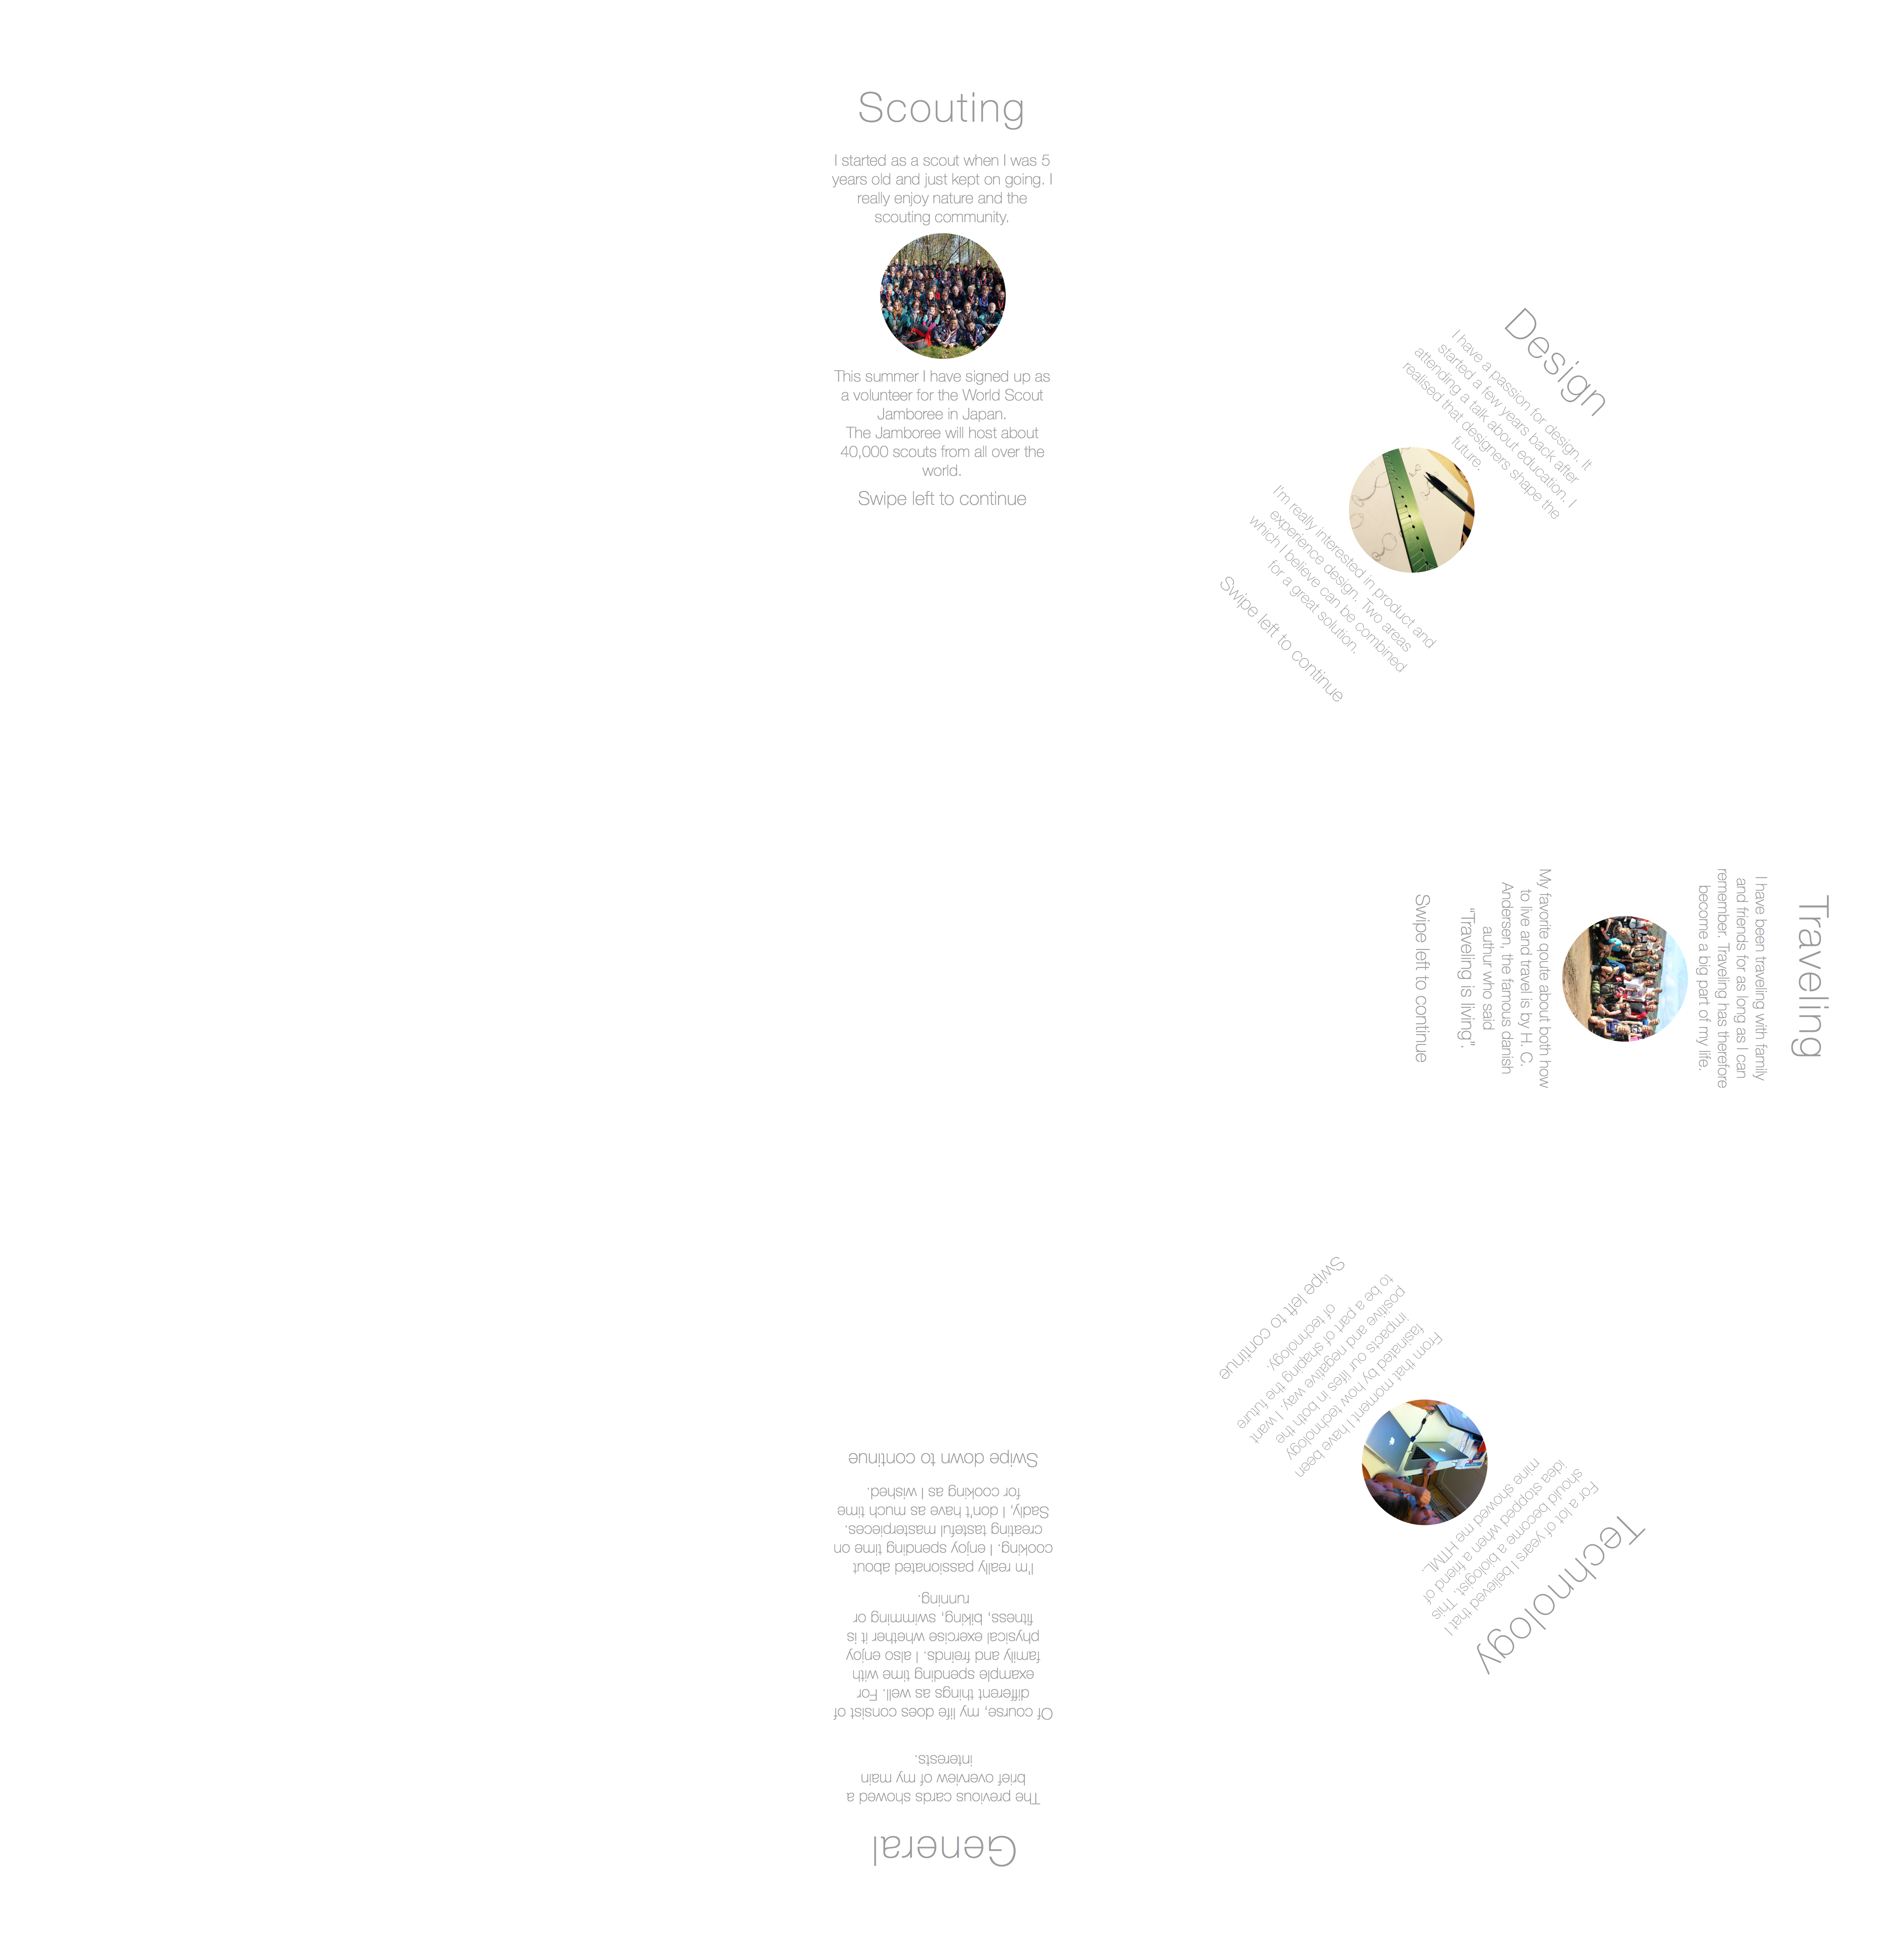 Scouting
I started as a scout when I was 5
years old and just kept on going. I
really enjoy nature and the
scouting community.
This summer I have signed up as
a volunteer for the World Scout
Jamboree in Japan.
The Jamboree will host about
40,000 scouts from all over the
world.
Swipe left to continue
Design
I have a passion for design. It
started a few years back after
attending a talk about education. I
realised that designers shape the
future.
I'm really interested in product and
experience design. Two areas
which I believe can be combined
for a great solution.
Swipe left to continue
Traveling
I have been traveling with family
and friends for as long as I can
remember. Traveling has therefore
become a big part of my life.
My favorite qoute about both how
to live and travel is by H. C.
Andersen, the famous danish
authur who said
"Traveling is living".
Swipe left to continue
Technology
For a lot of years I believed that I
should become a biologist. This
idea stopped when a friend of
mine showed me HTML.
From that moment I have been
fasinated by how technology
impacts our lifes in both the
positive and negative way. I want
to be a part of shaping the future
of technology.
Swipe left to continue
General
The previous cards showed a
brief overview of my main
interests.
Of course, my life does consist of
different things as well. For
example spending time with
family and freinds. I also enjoy
physical exercise whether it is
fitness, biking, swimming or
running.
I'm really passionated about
cooking. I enjoy spending time on
creating tasteful masterpieces.
Sadly, I don't have as much time
for cooking as I wished.
Swipe down to continue